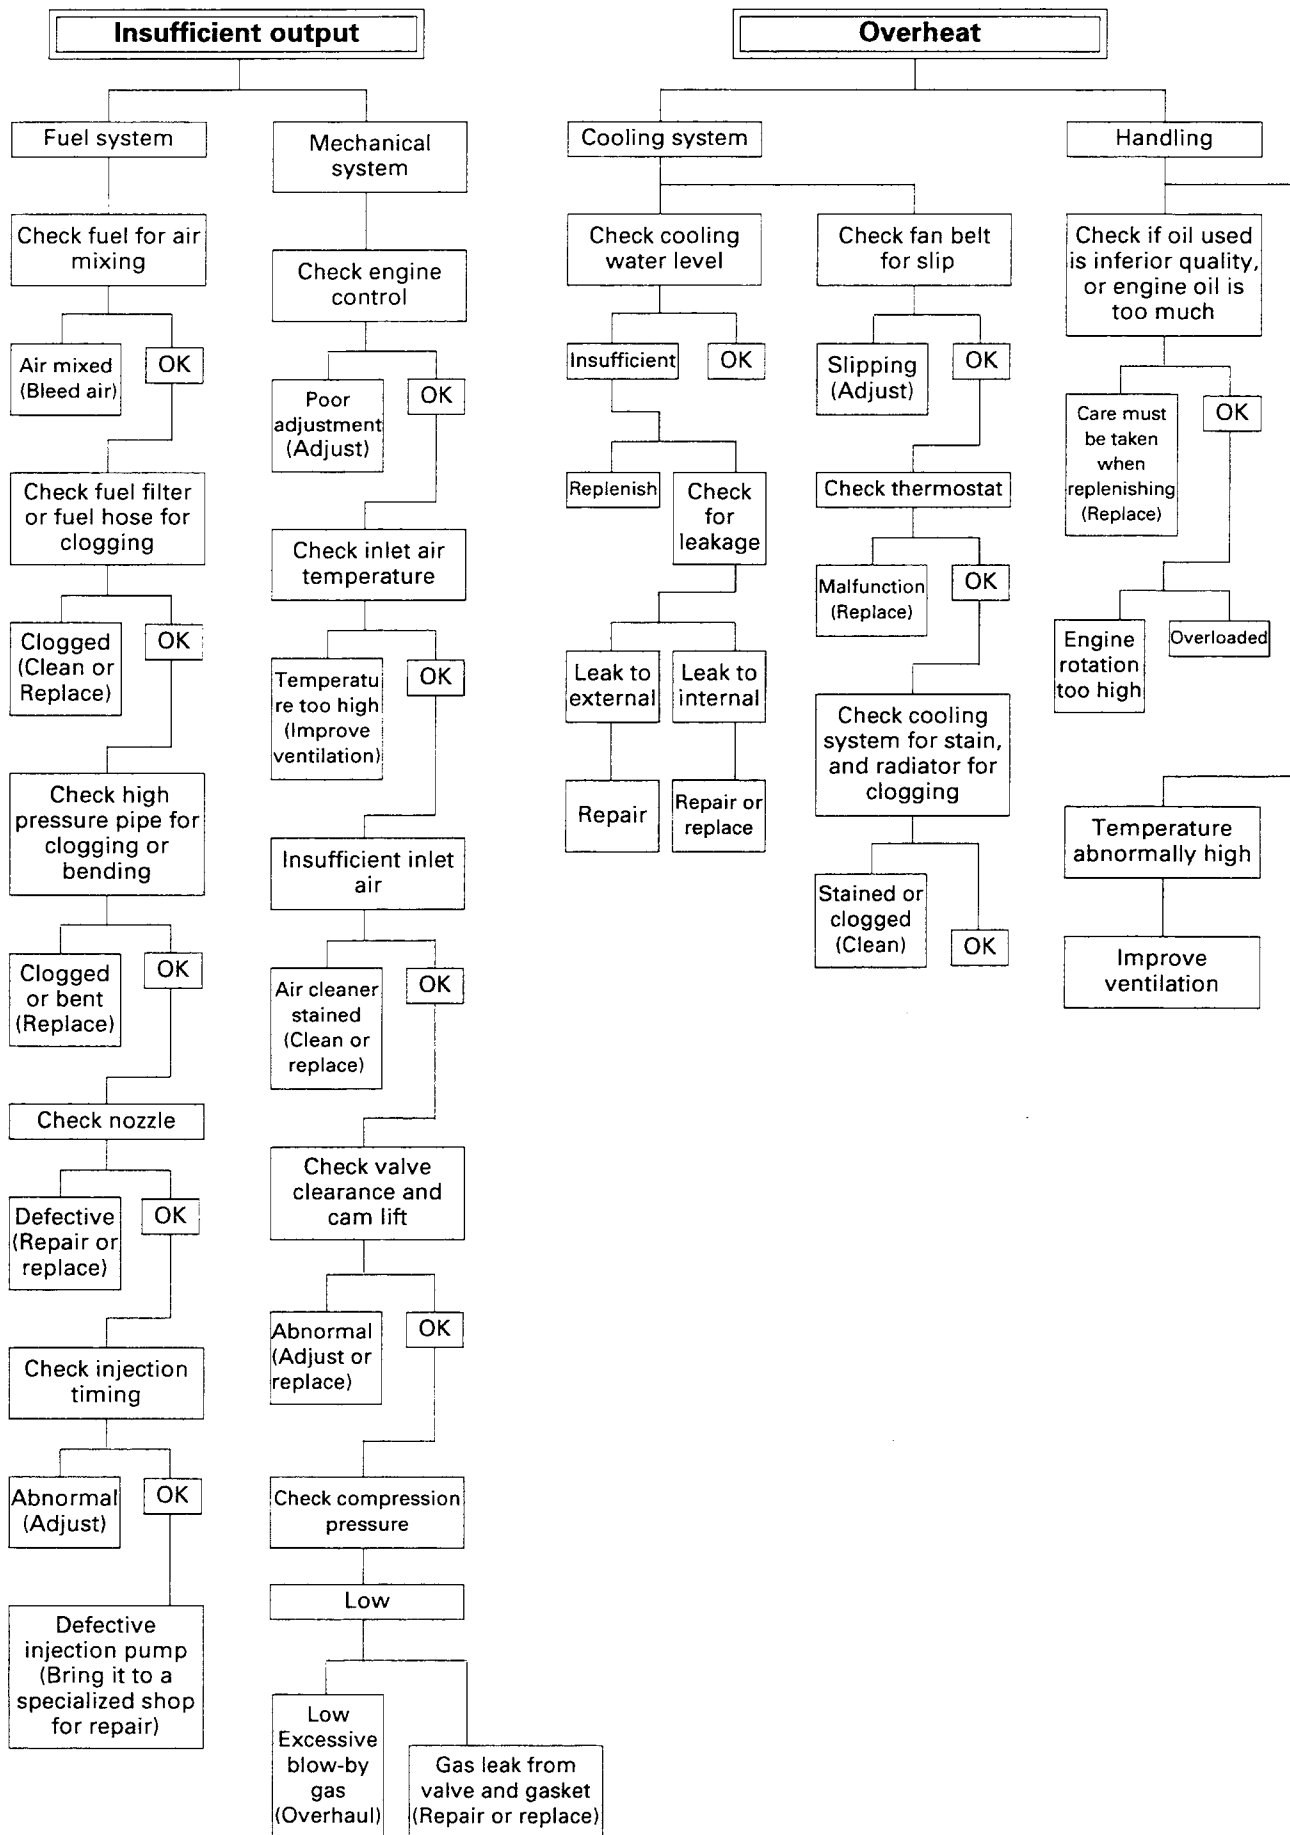 Insufficient output
Fuel system
Check fuel for air
mixing
Air mixed
(Bleed air)
OK
Check fuel filter
or fuel hose for
clogging
Clogged
(Clean or
Replace)
OK
Check high
pressure pipe for
clogging or
bending
Clogged
or bent
(Replace)
OK
Check nozzle
Defective
(Repair or
replace)
OK
Check injection
timing
Abnormal
(Adjust)
OK
Defective
injection pump
(Bring it to a
specialized shop
for repair)
Mechanical
system
Check engine
control
Poor
adjustment
(Adjust)
OK
Check inlet air
temperature
Temperatu
re too high
(Improve
ventilation)
OK
Insufficient inlet
air
Air cleaner
stained
(Clean or
replace)
OK
Check valve
clearance and
cam lift
Abnormal
(Adjust or
replace)
OK
Check compression
pressure
Low
Low
Excessive
blow-by
gas
(Overhaul)
Gas leak from
valve and gasket
(Repair or replace)
Overheat
Cooling system
Check cooling
water level
Insufficient
OK
Replenish
Check
for
leakage
Leak to
external
Leak to
internal
Repair
Repair or
replace
Check fan belt
for slip
Slipping
(Adjust)
OK
Check thermostat
Malfunction
(Replace)
OK
Check cooling
system for stain,
and radiator for
clogging
Stained or
clogged
(Clean)
OK
Handling
Check if oil used
is inferior quality,
or engine oil is
too much
Care must
be taken
when
replenishing
(Replace)
OK
Engine
rotation
too high
Overloaded
Temperature
abnormally high
Improve
ventilation